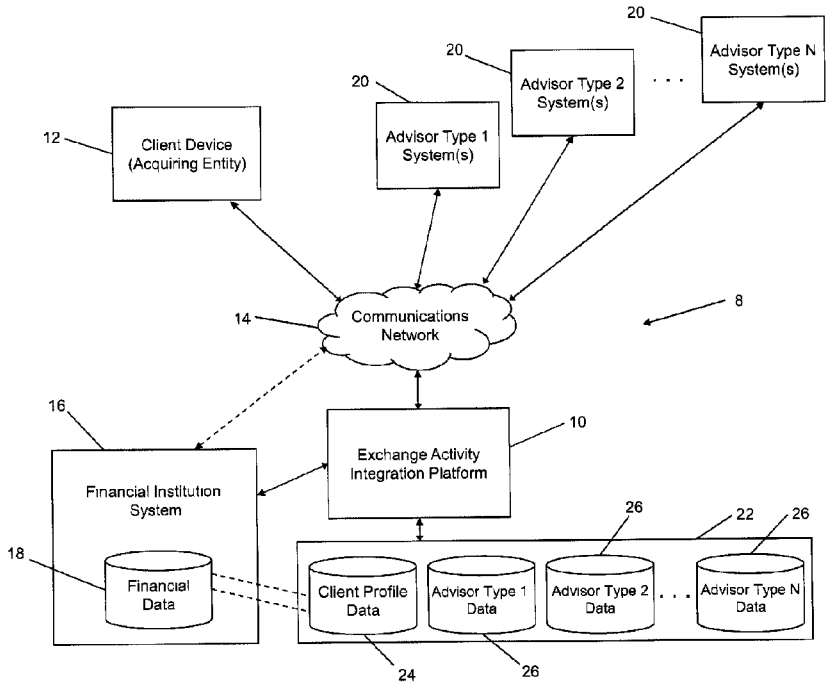 20
20
20
Advisor Type N
System(s)
Advisor Type 2
System(s)
. . .
12
Client Device
(Acquiring Entity)
Advisor Type 1
System(s)
14
Communications
Network
8
16
10
Exchange Activity
Integration Platform
Financial Institution
System
26
22
26
18
Financial
Data
Client Profile
Data
Advisor Type 1
Data
Advisor Type 2
Data
. . .
Advisor Type N
Data
24
26